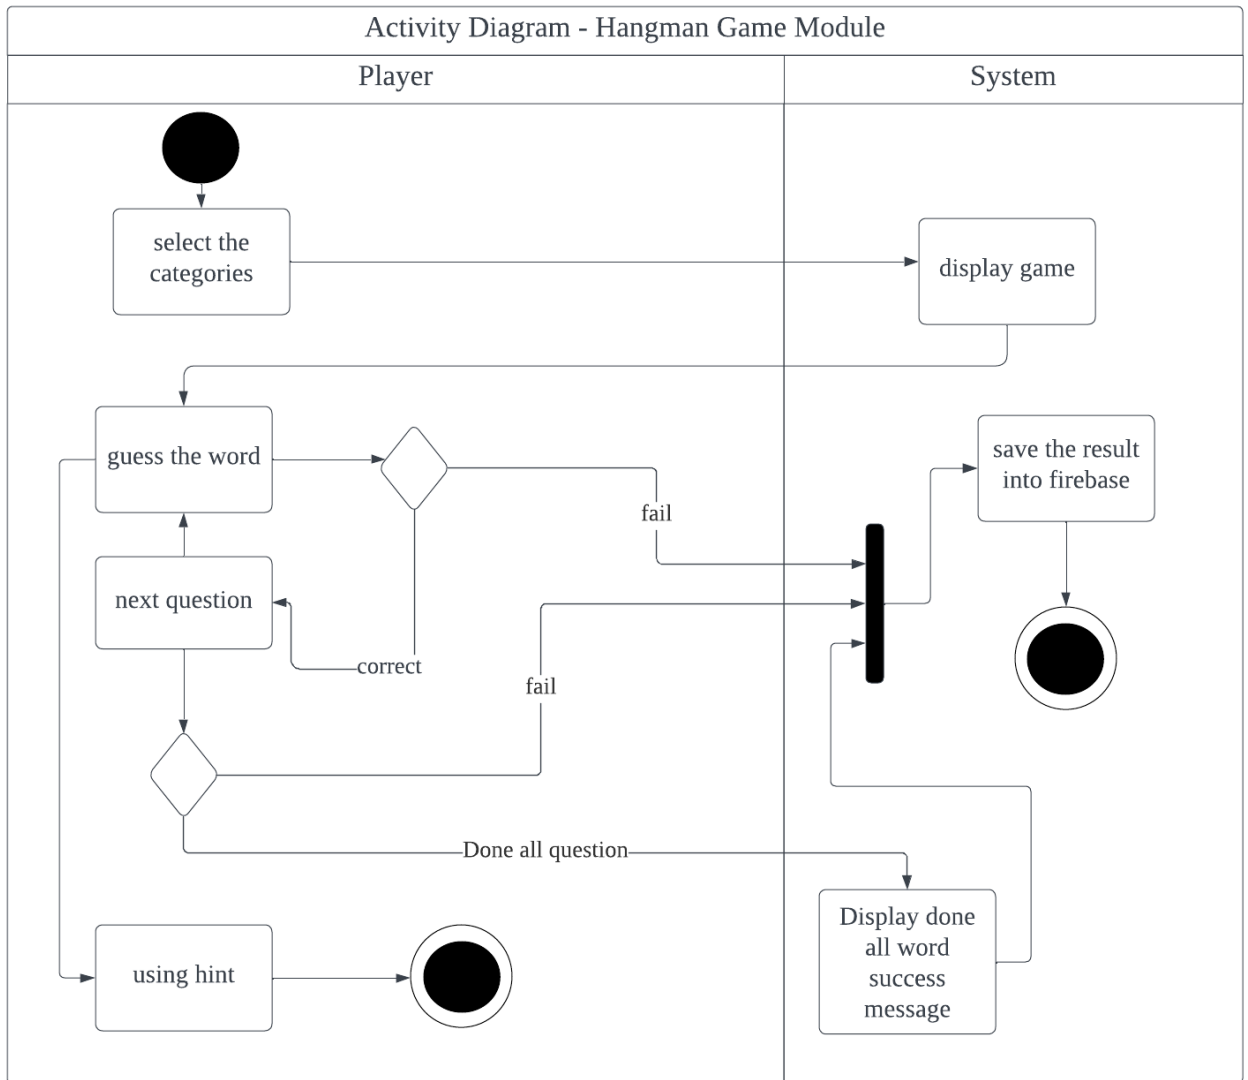 Activity Diagram - Hangman Game Module
Player
System
select the
categories
display game
guess the word
save the result
into firebase
fail
next question
correct
fail
Done all question
Display done
all word
success
message
using hint